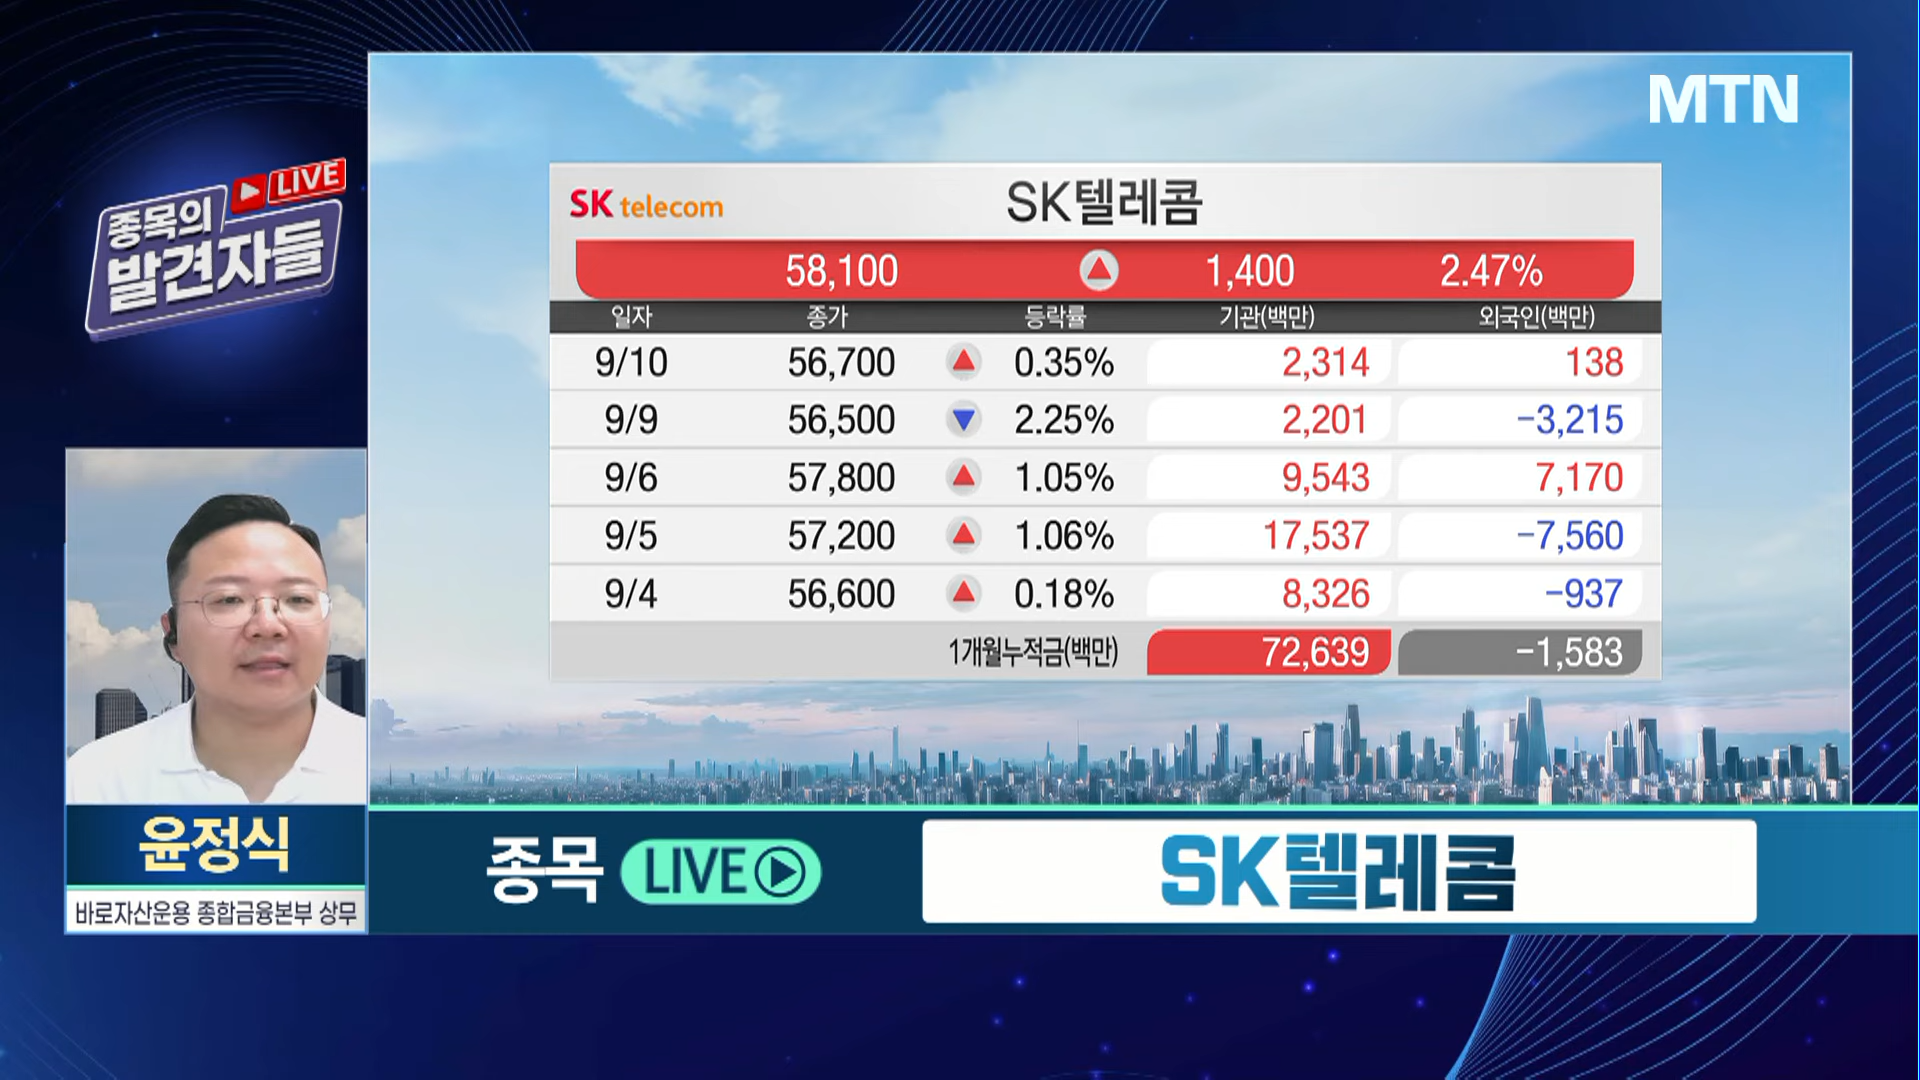 MTN
LIVE
종목의
발견자들
SK telecom
SK텔레콤
58,100 ▲ 1,400 2.47%
일자 종가 등락률 기관(백만) 외국인(백만)
9/10 56,700 ▲ 0.35% 2,314 138
9/9 56,500 ▼ 2.25% 2,201 -3,215
9/6 57,800 ▲ 1.05% 9,543 7,170
9/5 57,200 ▲ 1.06% 17,537 -7,560
9/4 56,600 ▲ 0.18% 8,326 -937
1개월누적금(백만) 72,639 -1,583
윤정식
바로자산운용 종합금융본부 상무
종목 LIVE
SK텔레콤